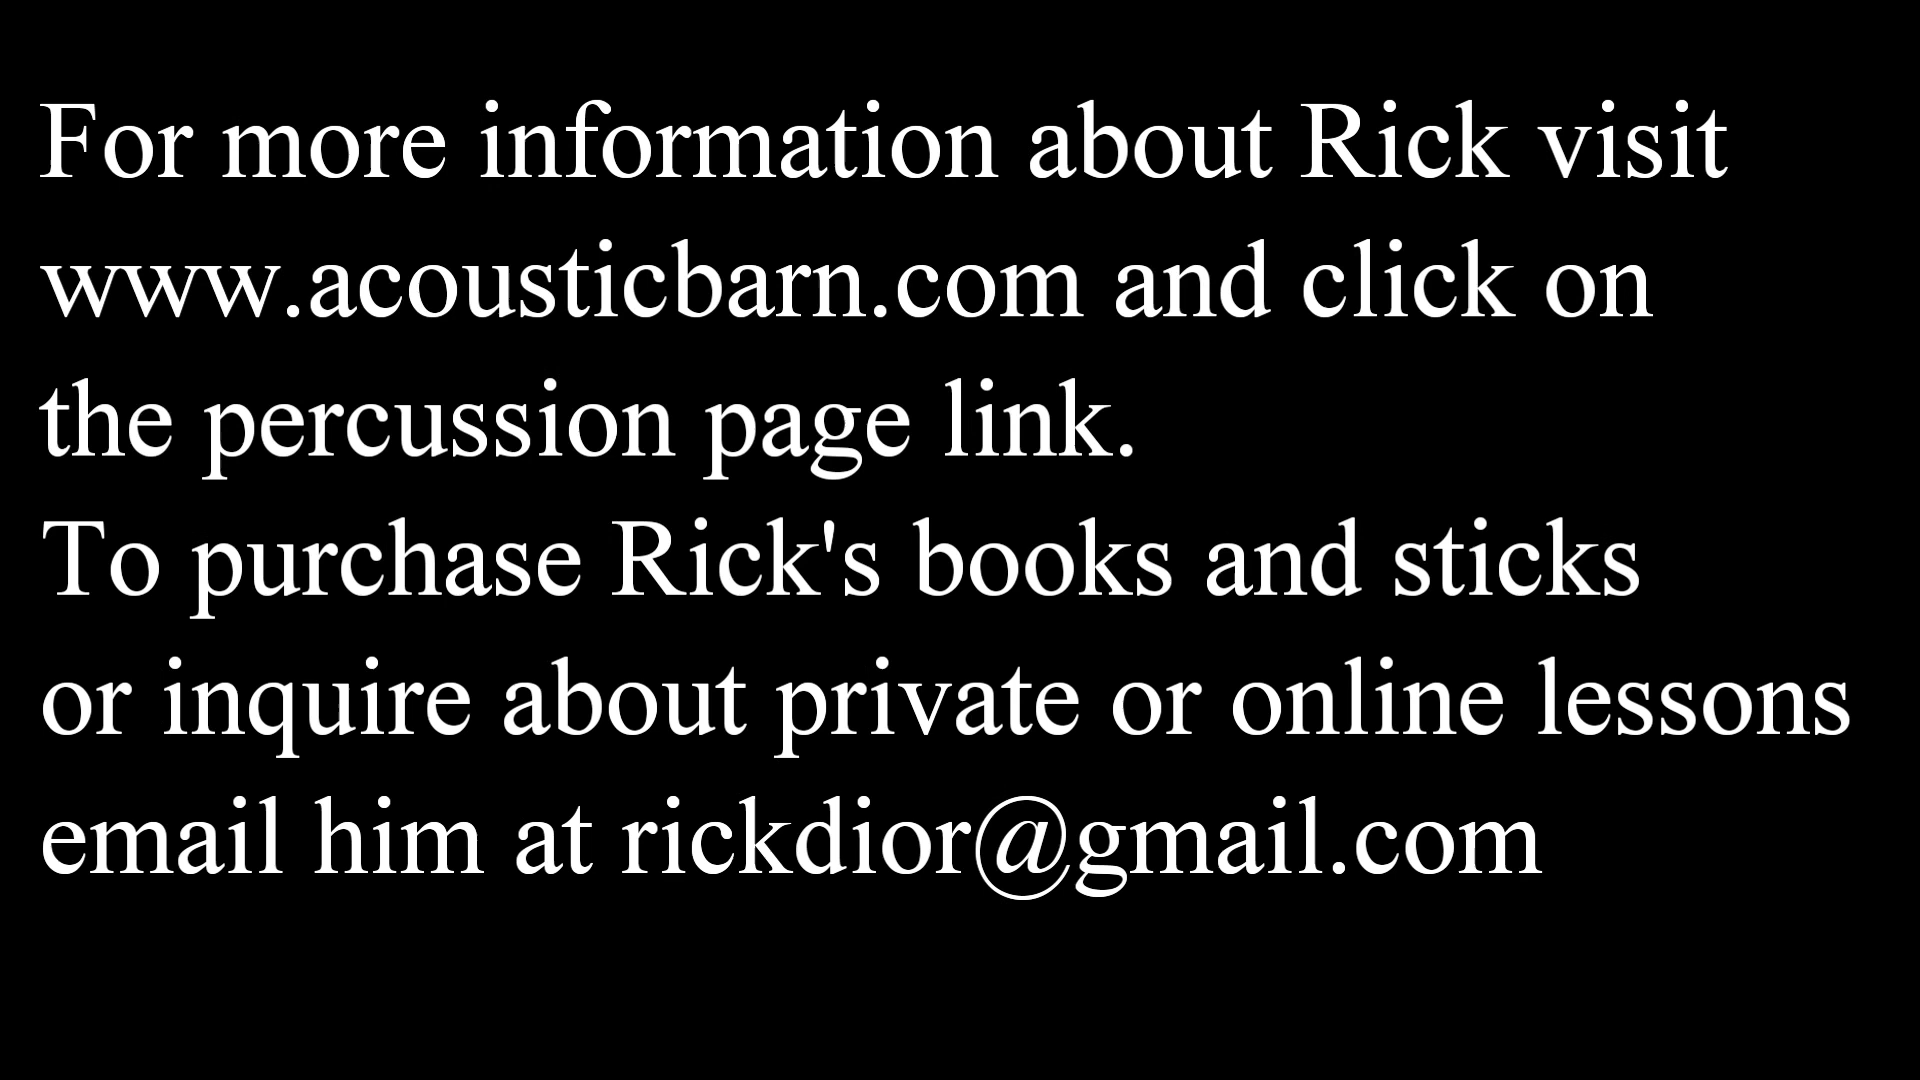 For more information about Rick visit
www.acousticbarn.com and click on
the percussion page link.
To purchase Rick's books and sticks
or inquire about private or online lessons
email him at rickdior@gmail.com